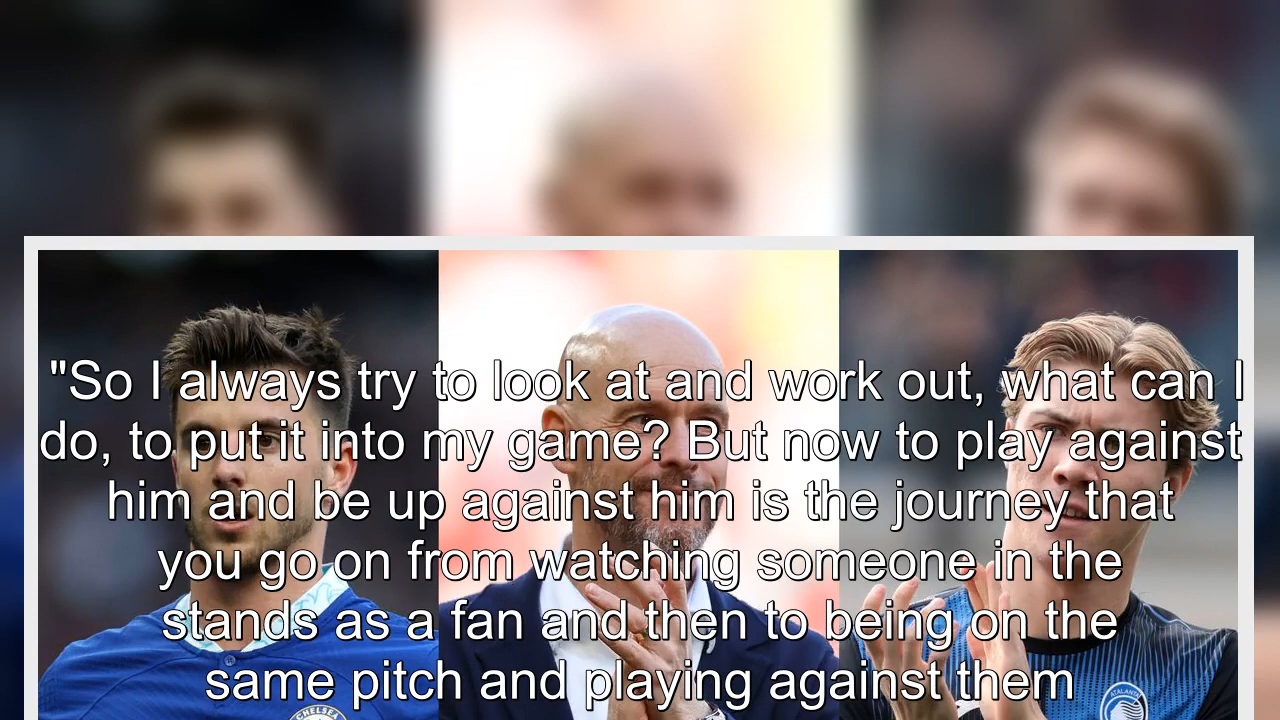 "So I always try to look at and work out, what can I
do, to put it into my game? But now to play against
him and be up against him is the journey that
you go on from watching someone in the
stands as a fan and then to being on the
same pitch and playing against them
CHELSEA
ATALANTA